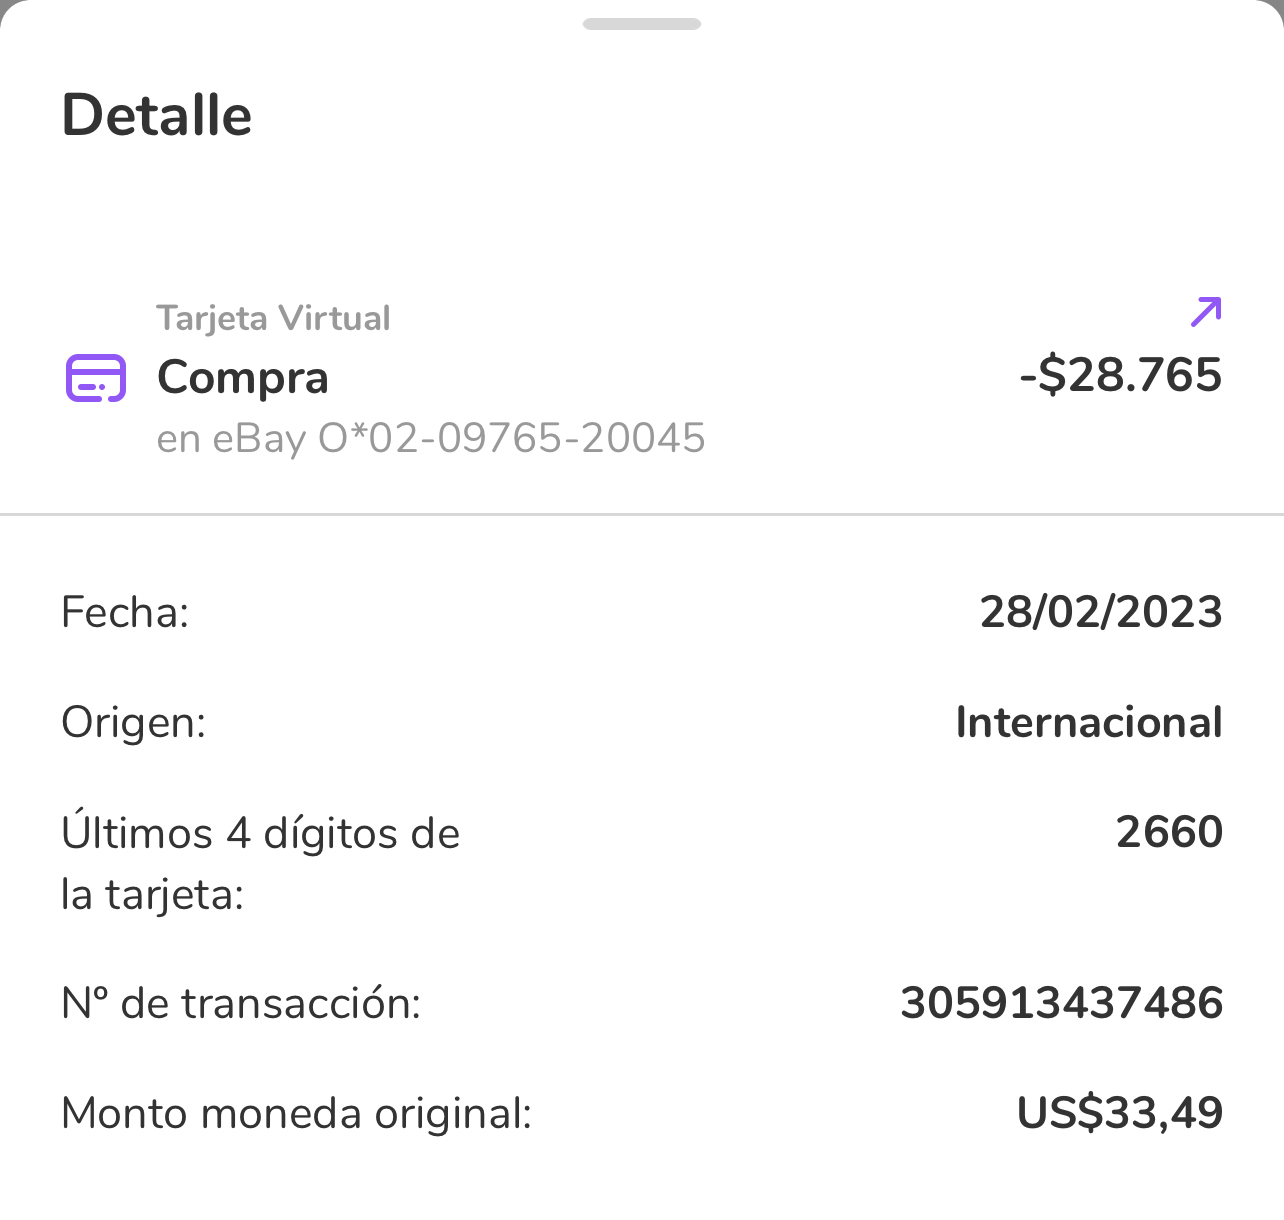 Detalle
Tarjeta Virtual
Compra
-$28.765
en eBay O*02-09765-20045
Fecha: 28/02/2023
Origen: Internacional
Últimos 4 dígitos de 2660
la tarjeta:
Nº de transacción: 305913437486
Monto moneda original: US$33,49